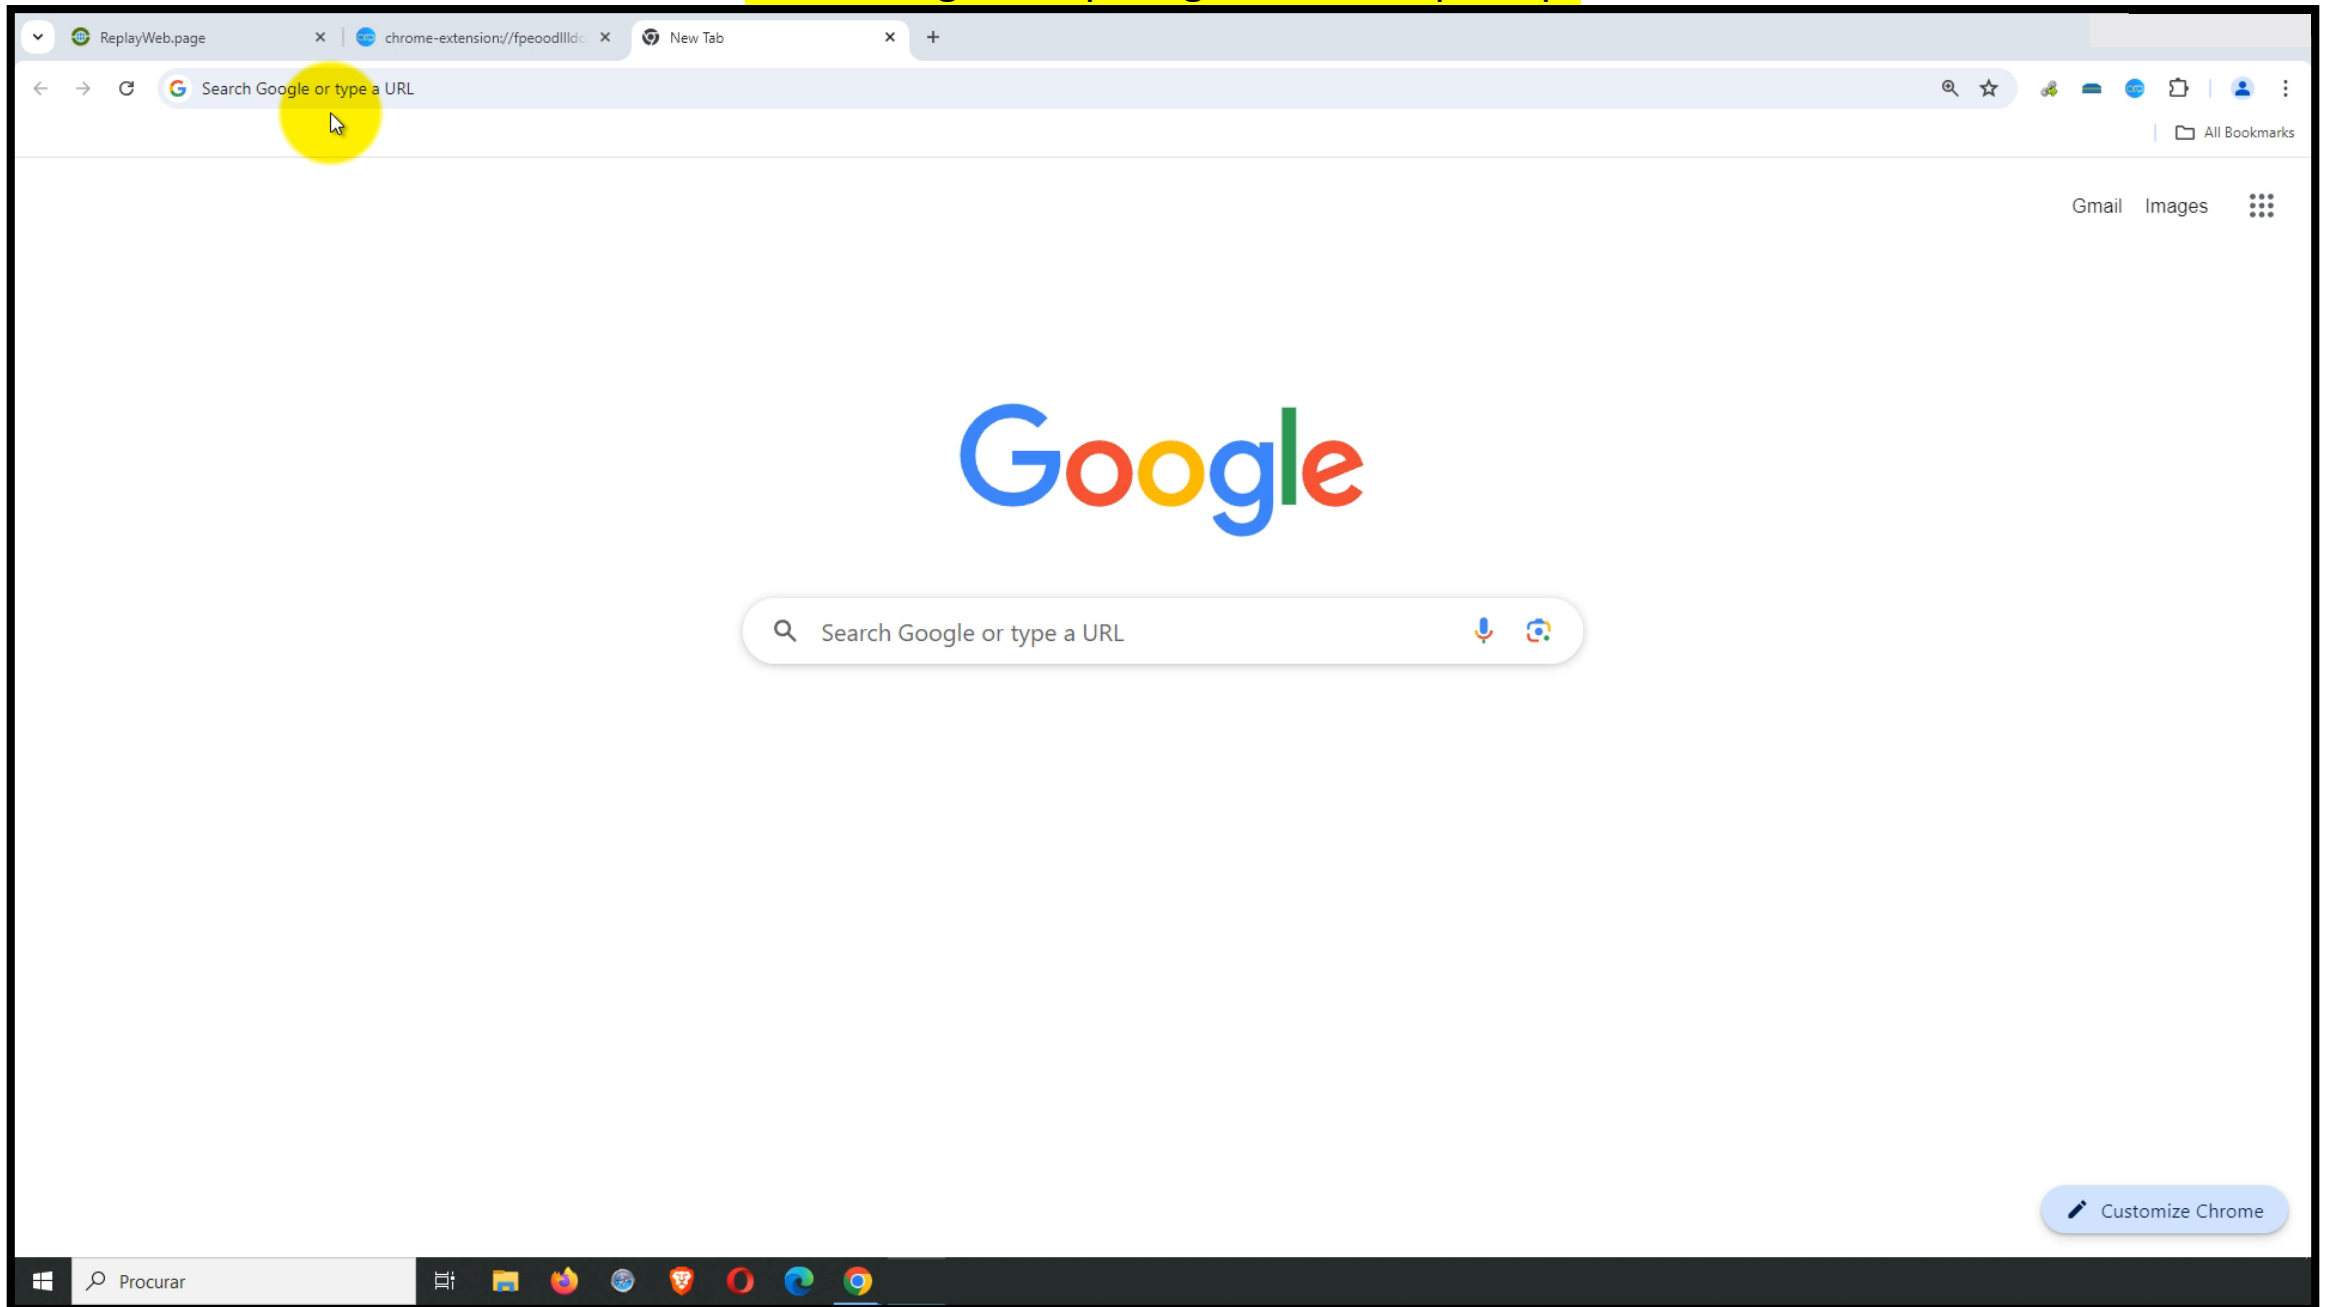 ReplayWeb.page
chrome-extension://fpeoodllldc
New Tab
Search Google or type a URL
All Bookmarks
Gmail Images
Google
Search Google or type a URL
Customize Chrome
Procurar